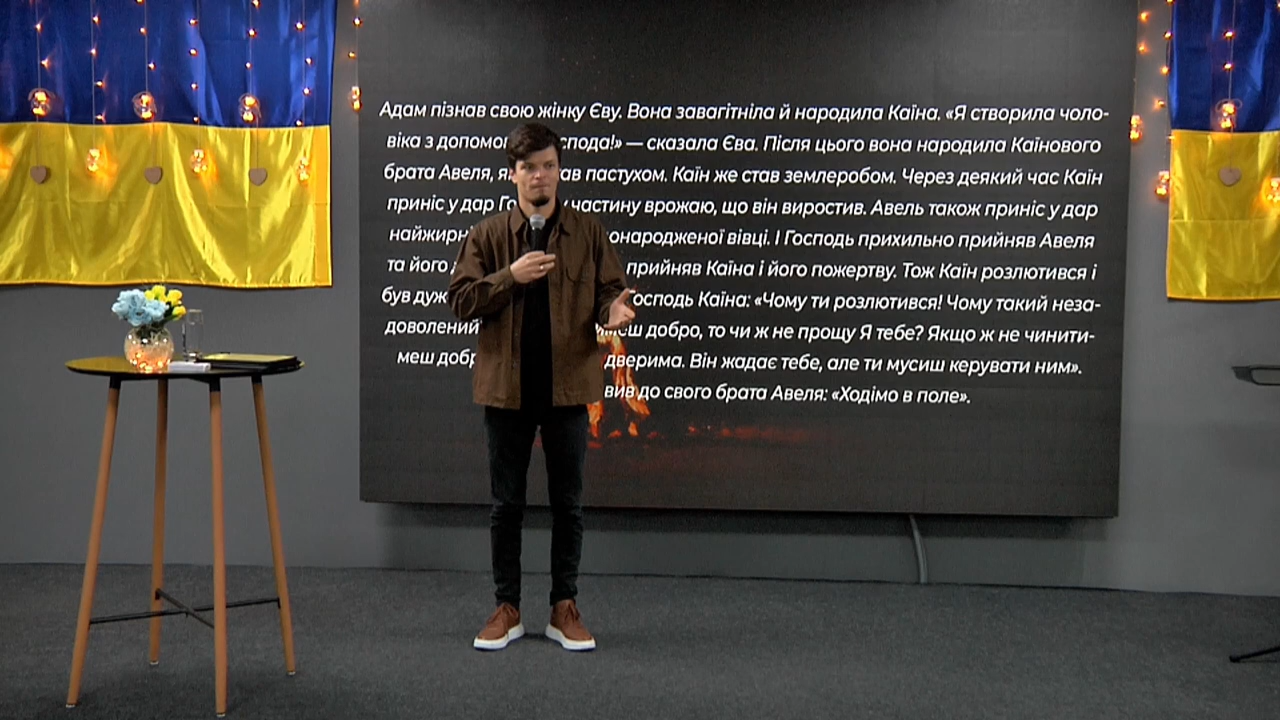 Адам пізнав свою жінку Єву. Вона завагітніла й народила Каїна. «Я створила чоло-
віка з допомо спода!» — сказала Єва. Після цього вона народила Каїнового
брата Авеля, я тав пастухом. Каїн же став землеробом. Через деякий час Каїн
приніс у дар Го у частину врожаю, що він виростив. Авель також приніс у дар
найжирн онародженої вівці. І Господь прихильно прийняв Авеля
та його прийняв Каїна і його пожертву. Тож Каїн розлютився і
був дуж осподь Каїна: «Чому ти розлютився! Чому такий неза-
доволений меш добро, то чи ж не прощу Я тебе? Якщо ж не чинити-
меш добр дверима. Він жадає тебе, але ти мусиш керувати ним».
вив до свого брата Авеля: «Ходімо в поле».